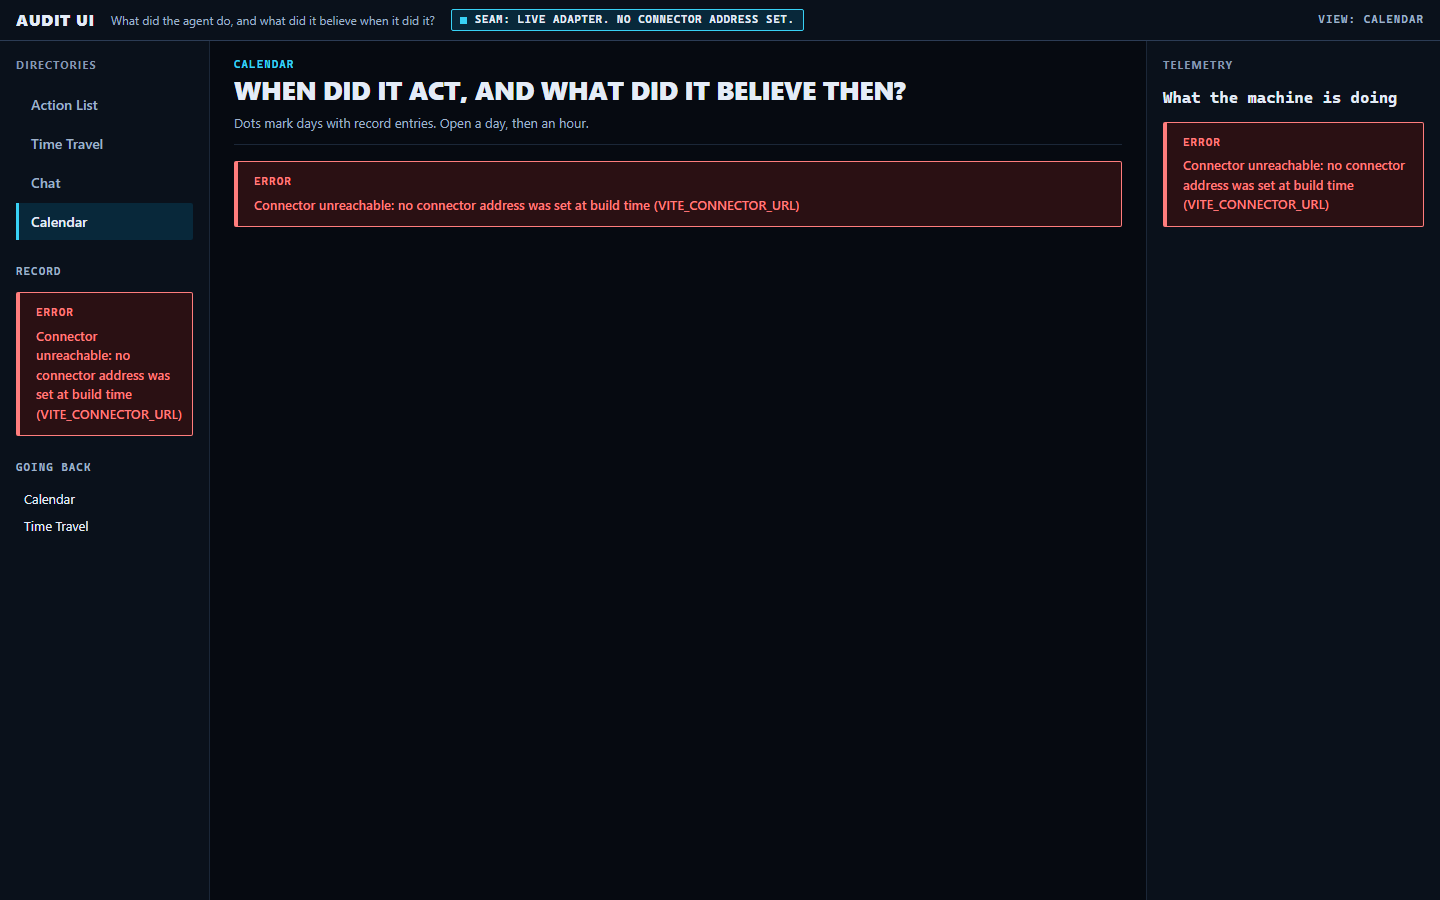 AUDIT UI What did the agent do, and what did it believe when it did it? SEAM: LIVE ADAPTER. NO CONNECTOR ADDRESS SET. VIEW: CALENDAR
DIRECTORIES
Action List
Time Travel
Chat
Calendar
RECORD
ERROR
Connector
unreachable: no
connector address was
set at build time
(VITE_CONNECTOR_URL)
GOING BACK
Calendar
Time Travel
CALENDAR
WHEN DID IT ACT, AND WHAT DID IT BELIEVE THEN?
Dots mark days with record entries. Open a day, then an hour.
ERROR
Connector unreachable: no connector address was set at build time (VITE_CONNECTOR_URL)
TELEMETRY
What the machine is doing
ERROR
Connector unreachable: no connector
address was set at build time
(VITE_CONNECTOR_URL)